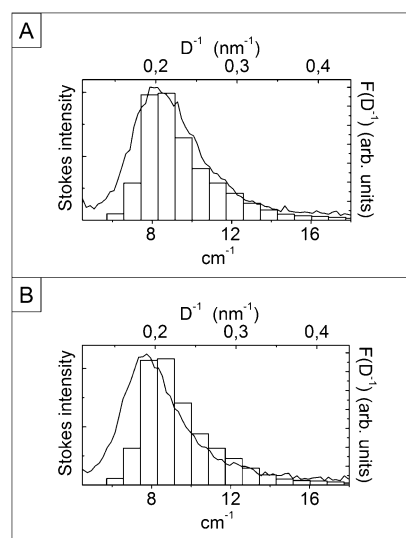 A
D⁻¹ (nm⁻¹)
0,2 0,3 0,4
Stokes intensity
F(D⁻¹) (arb. units)
8 12 16
cm⁻¹
B
D⁻¹ (nm⁻¹)
0,2 0,3 0,4
Stokes intensity
F(D⁻¹) (arb. units)
8 12 16
cm⁻¹